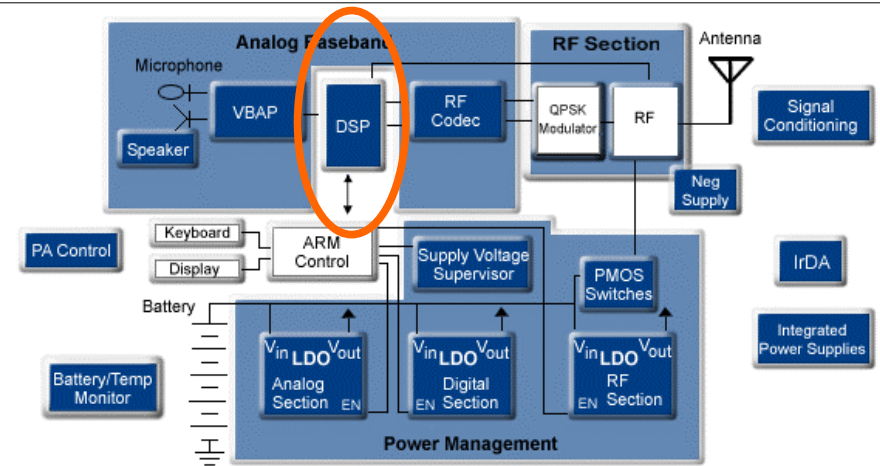 Analog Baseband
RF Section
Antenna
Microphone
VBAP
DSP
RF
Codec
QPSK
Modulator
RF
Signal
Conditioning
Speaker
Neg
Supply
Keyboard
Display
ARM
Control
Supply Voltage
Supervisor
PMOS
Switches
PA Control
IrDA
Battery
Integrated
Power Supplies
Vin LDO Vout
Analog
Section EN
Vin LDO Vout
Digital
EN Section
Vin LDO Vout
RF
EN Section
Battery/Temp
Monitor
Power Management